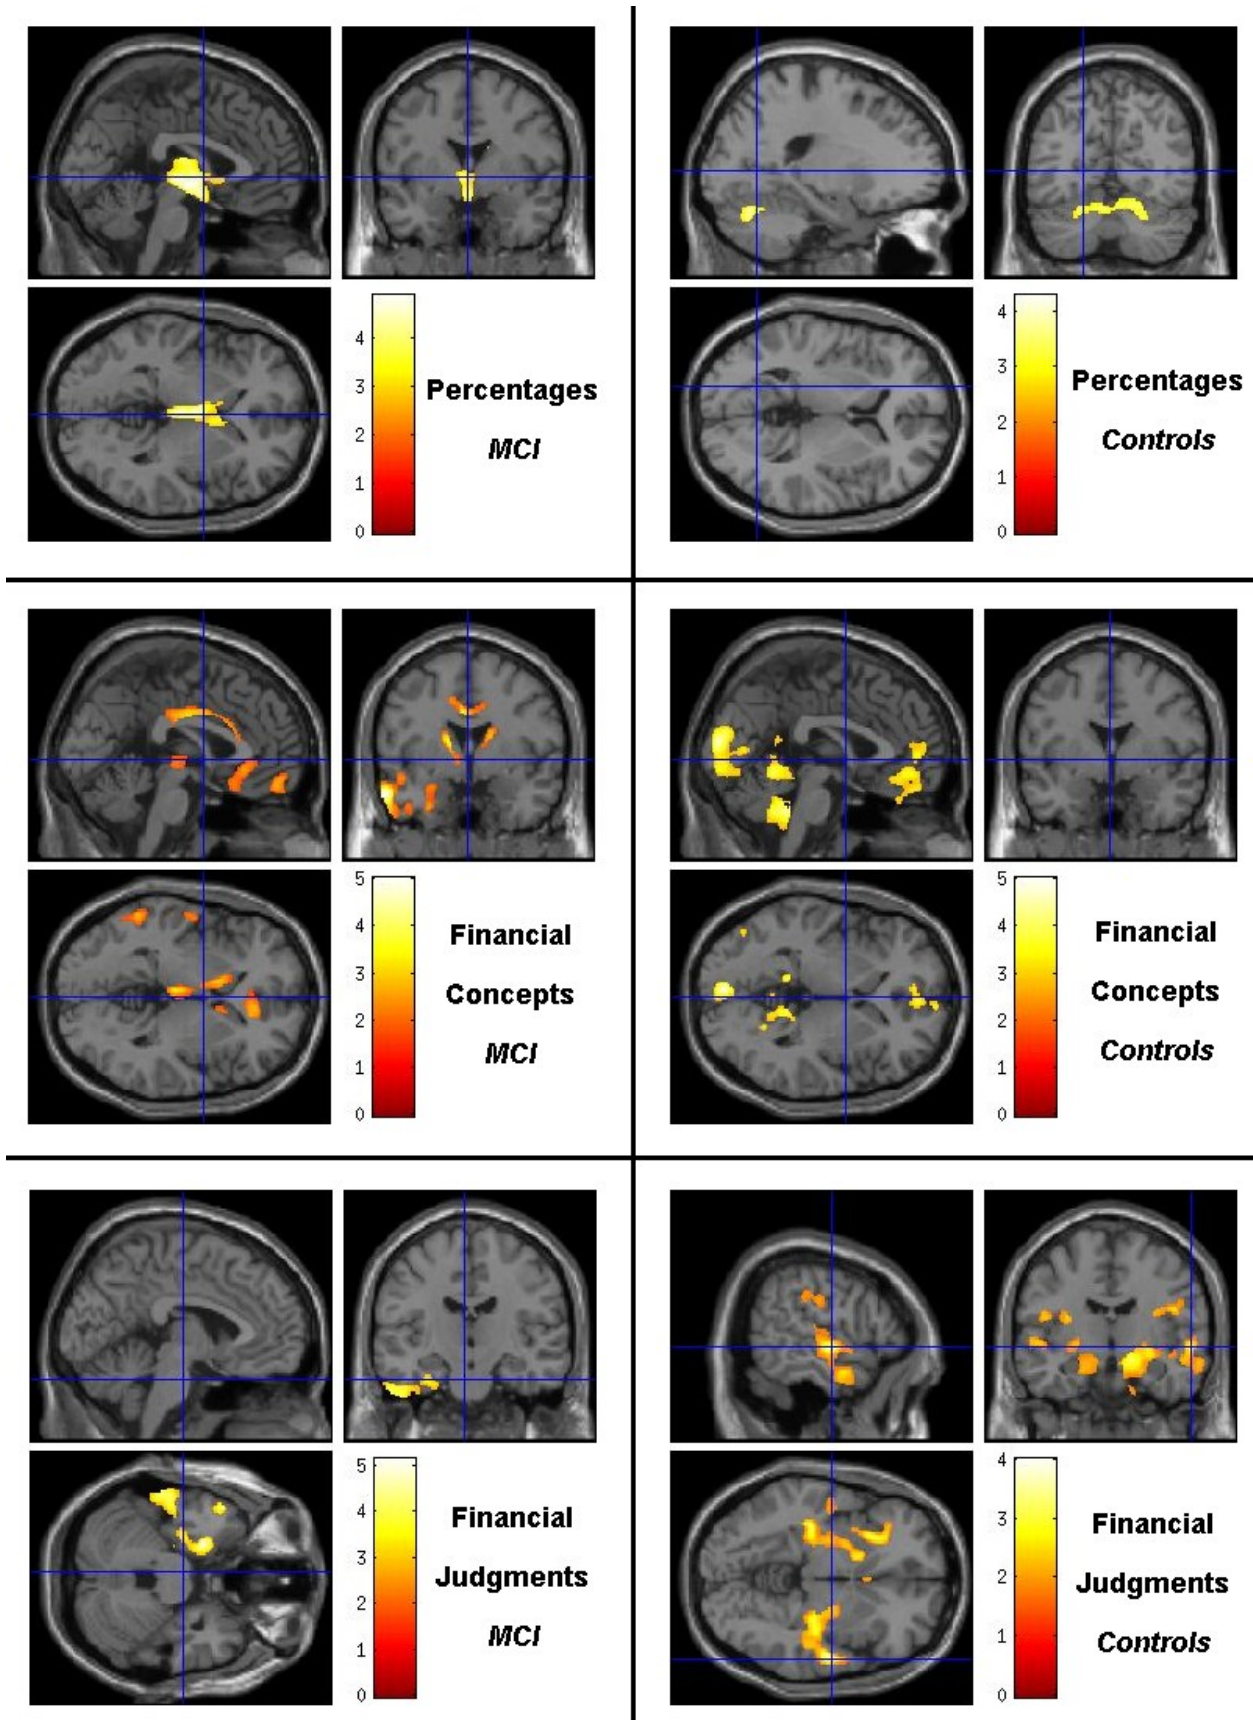 4
3
2
1
0
Percentages
MCI
4
3
2
1
0
Percentages
Controls
5
4
3
2
1
0
Financial
Concepts
MCI
5
4
3
2
1
0
Financial
Concepts
Controls
5
4
3
2
1
0
Financial
Judgments
MCI
4
3
2
1
0
Financial
Judgments
Controls